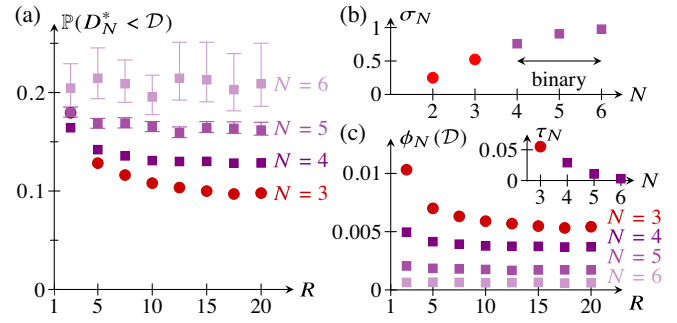 (a)
ℙ(D*_N < 𝒟)
0.2
0.1
0
1 5 10 15 20 R
N = 6
N = 5
N = 4
N = 3
(b)
σ_N
1
0.5
0
2 3 4 5 6 N
binary
(c)
ϕ_N(𝒟)
0.01
0.005
0
1 5 10 15 20 R
N = 3
N = 4
N = 5
N = 6
τ_N
0.05
0
3 4 5 6 N